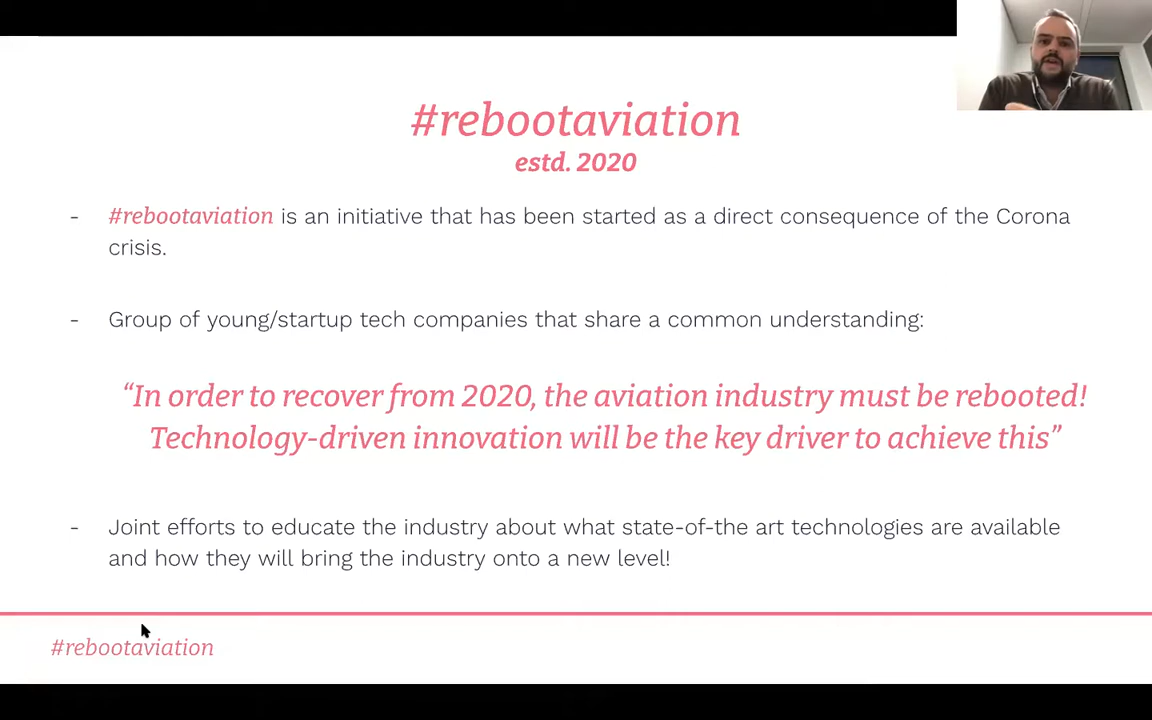 #rebootaviation
estd. 2020
- #rebootaviation is an initiative that has been started as a direct consequence of the Corona
crisis.
- Group of young/startup tech companies that share a common understanding:
“In order to recover from 2020, the aviation industry must be rebooted!
Technology-driven innovation will be the key driver to achieve this”
- Joint efforts to educate the industry about what state-of-the art technologies are available
and how they will bring the industry onto a new level!
#rebootaviation